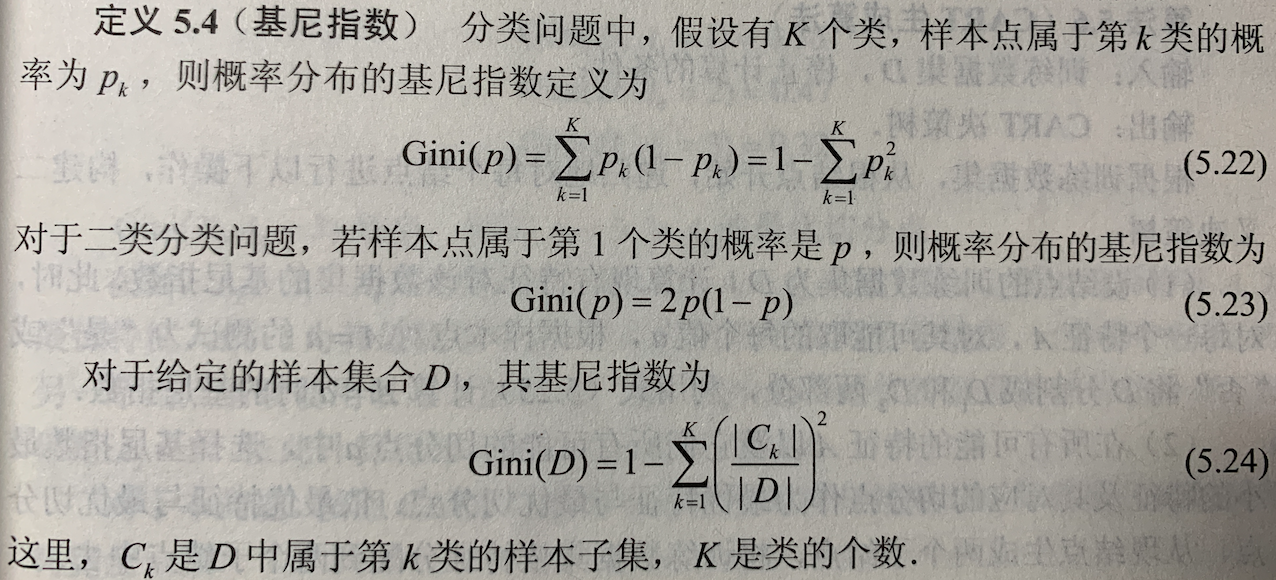 定义 5.4（基尼指数） 分类问题中，假设有 K 个类，样本点属于第 k 类的概
率为 p_k，则概率分布的基尼指数定义为
Gini(p) = \sum_{k=1}^{K} p_k(1 - p_k) = 1 - \sum_{k=1}^{K} p_k^2 (5.22)
对于二类分类问题，若样本点属于第 1 个类的概率是 p，则概率分布的基尼指数为
Gini(p) = 2p(1 - p) (5.23)
对于给定的样本集合 D，其基尼指数为
Gini(D) = 1 - \sum_{k=1}^{K} \left( \frac{|C_k|}{|D|} \right)^2 (5.24)
这里，C_k 是 D 中属于第 k 类的样本子集，K 是类的个数.